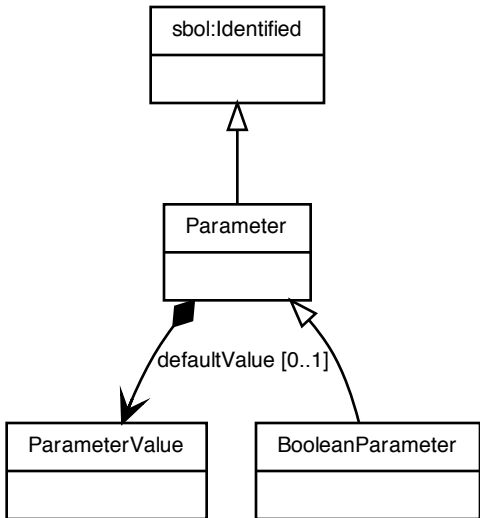 sbol:Identified
Parameter
defaultValue [0..1]
ParameterValue
BooleanParameter